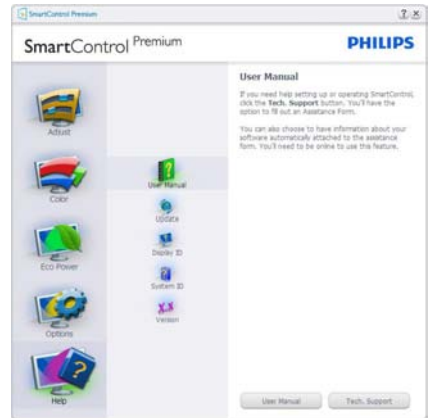 SmartControl Premium
SmartControl Premium
PHILIPS
Adjust
Color
Eco Power
Options
Help
User Manual
Update
Display ID
System ID
Version
User Manual
If you need help setting up or operating SmartControl,
click the Tech. Support button. You'll have the
option to fill out an Assistance Form.
You can also choose to have information about your
software automatically attached to the assistance
form. You'll need to be online to use this feature.
User Manual
Tech. Support